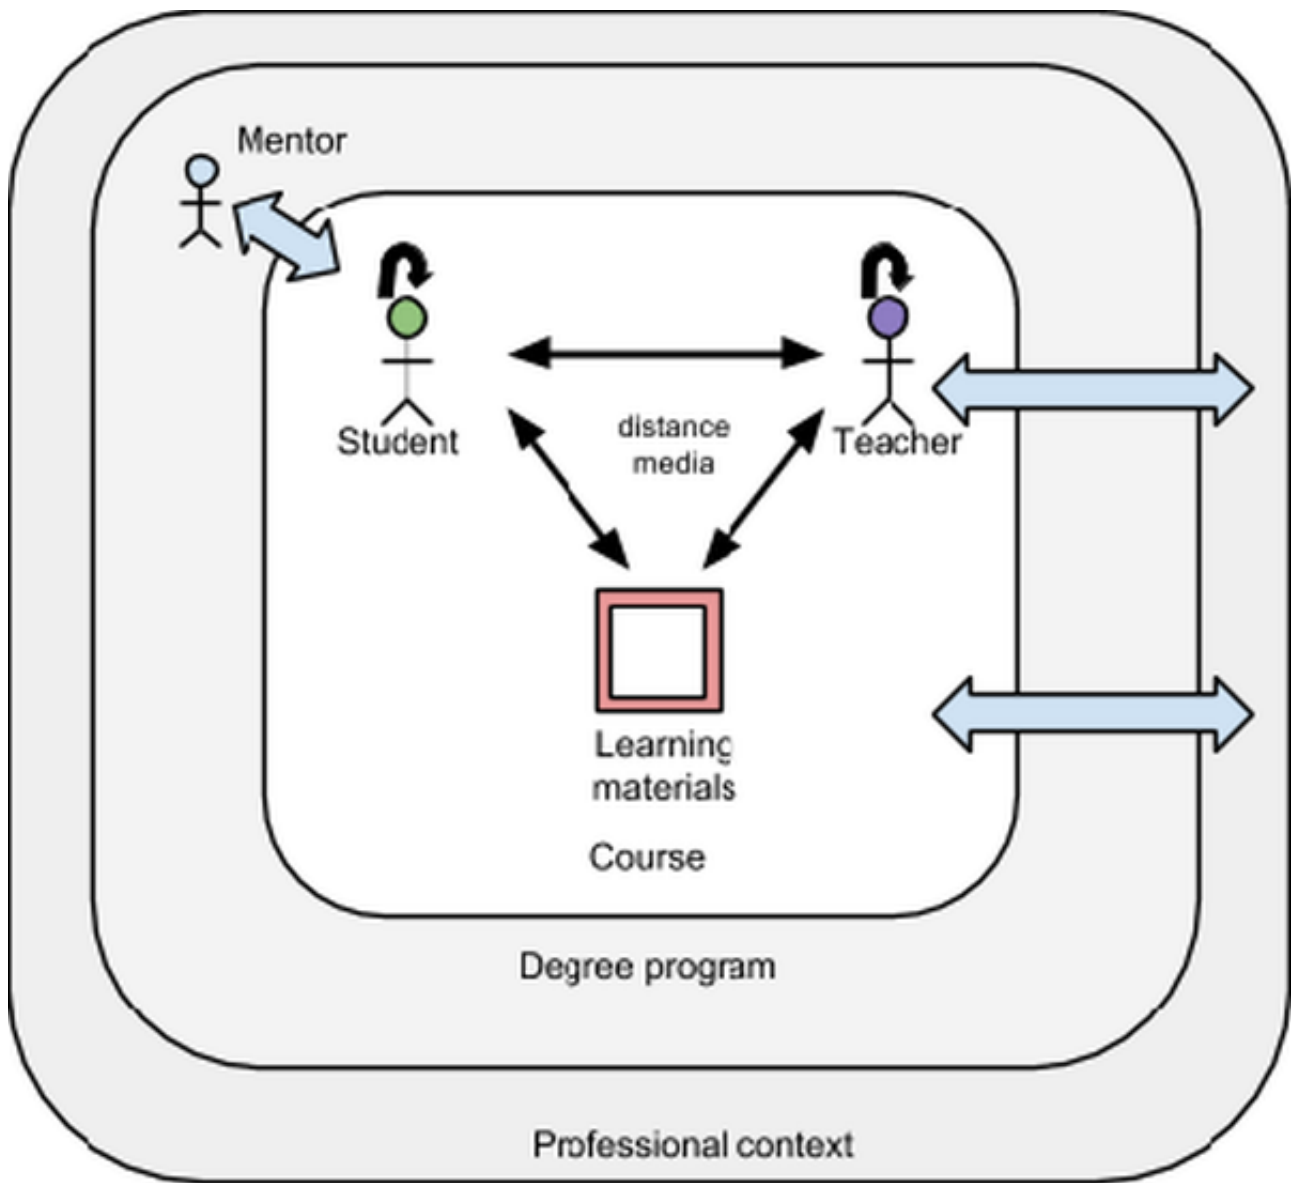 Mentor
Student
distance
media
Teacher
Learning
materials
Course
Degree program
Professional context